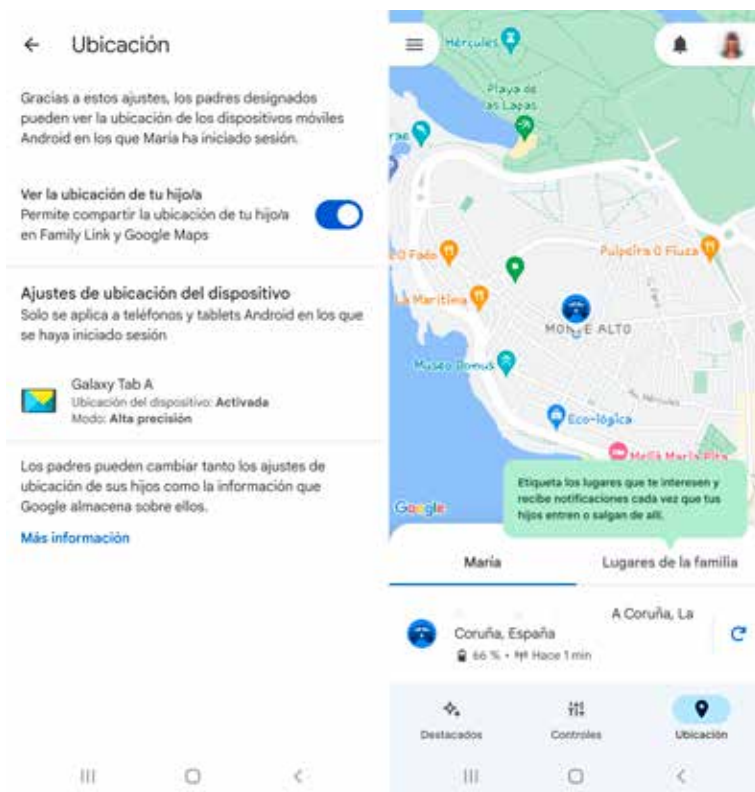 Ubicación
Gracias a estos ajustes, los padres designados
pueden ver la ubicación de los dispositivos móviles
Android en los que María ha iniciado sesión.
Ver la ubicación de tu hijo/a
Permite compartir la ubicación de tu hijo/a
en Family Link y Google Maps
Ajustes de ubicación del dispositivo
Solo se aplica a teléfonos y tablets Android en los que
se haya iniciado sesión
Galaxy Tab A
Ubicación del dispositivo: Activada
Modo: Alta precisión
Los padres pueden cambiar tanto los ajustes de
ubicación de sus hijos como la información que
Google almacena sobre ellos.
Más información
Hércules
Playa de
las Lapas
O Fado
Pulpeira O Fiuza
La Marítima
MONTE ALTO
Museo Domus
Av. Hércules
Eco-lógica
Meliá María Pita
Etiqueta los lugares que te interesen y
recibe notificaciones cada vez que tus
hijos entren o salgan de allí.
Google
María
Lugares de la familia
A Coruña, La
Coruña, España
66 % • Hace 1 min
Destacados
Controles
Ubicación